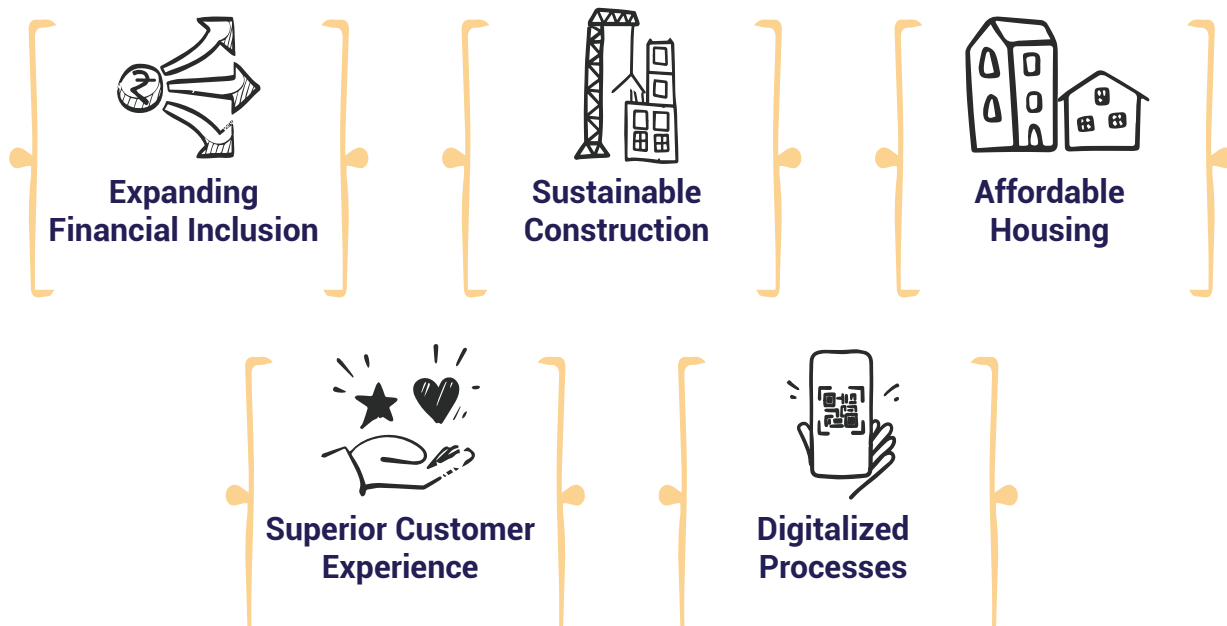 Expanding
Financial Inclusion
Sustainable
Construction
Affordable
Housing
Superior Customer
Experience
Digitalized
Processes